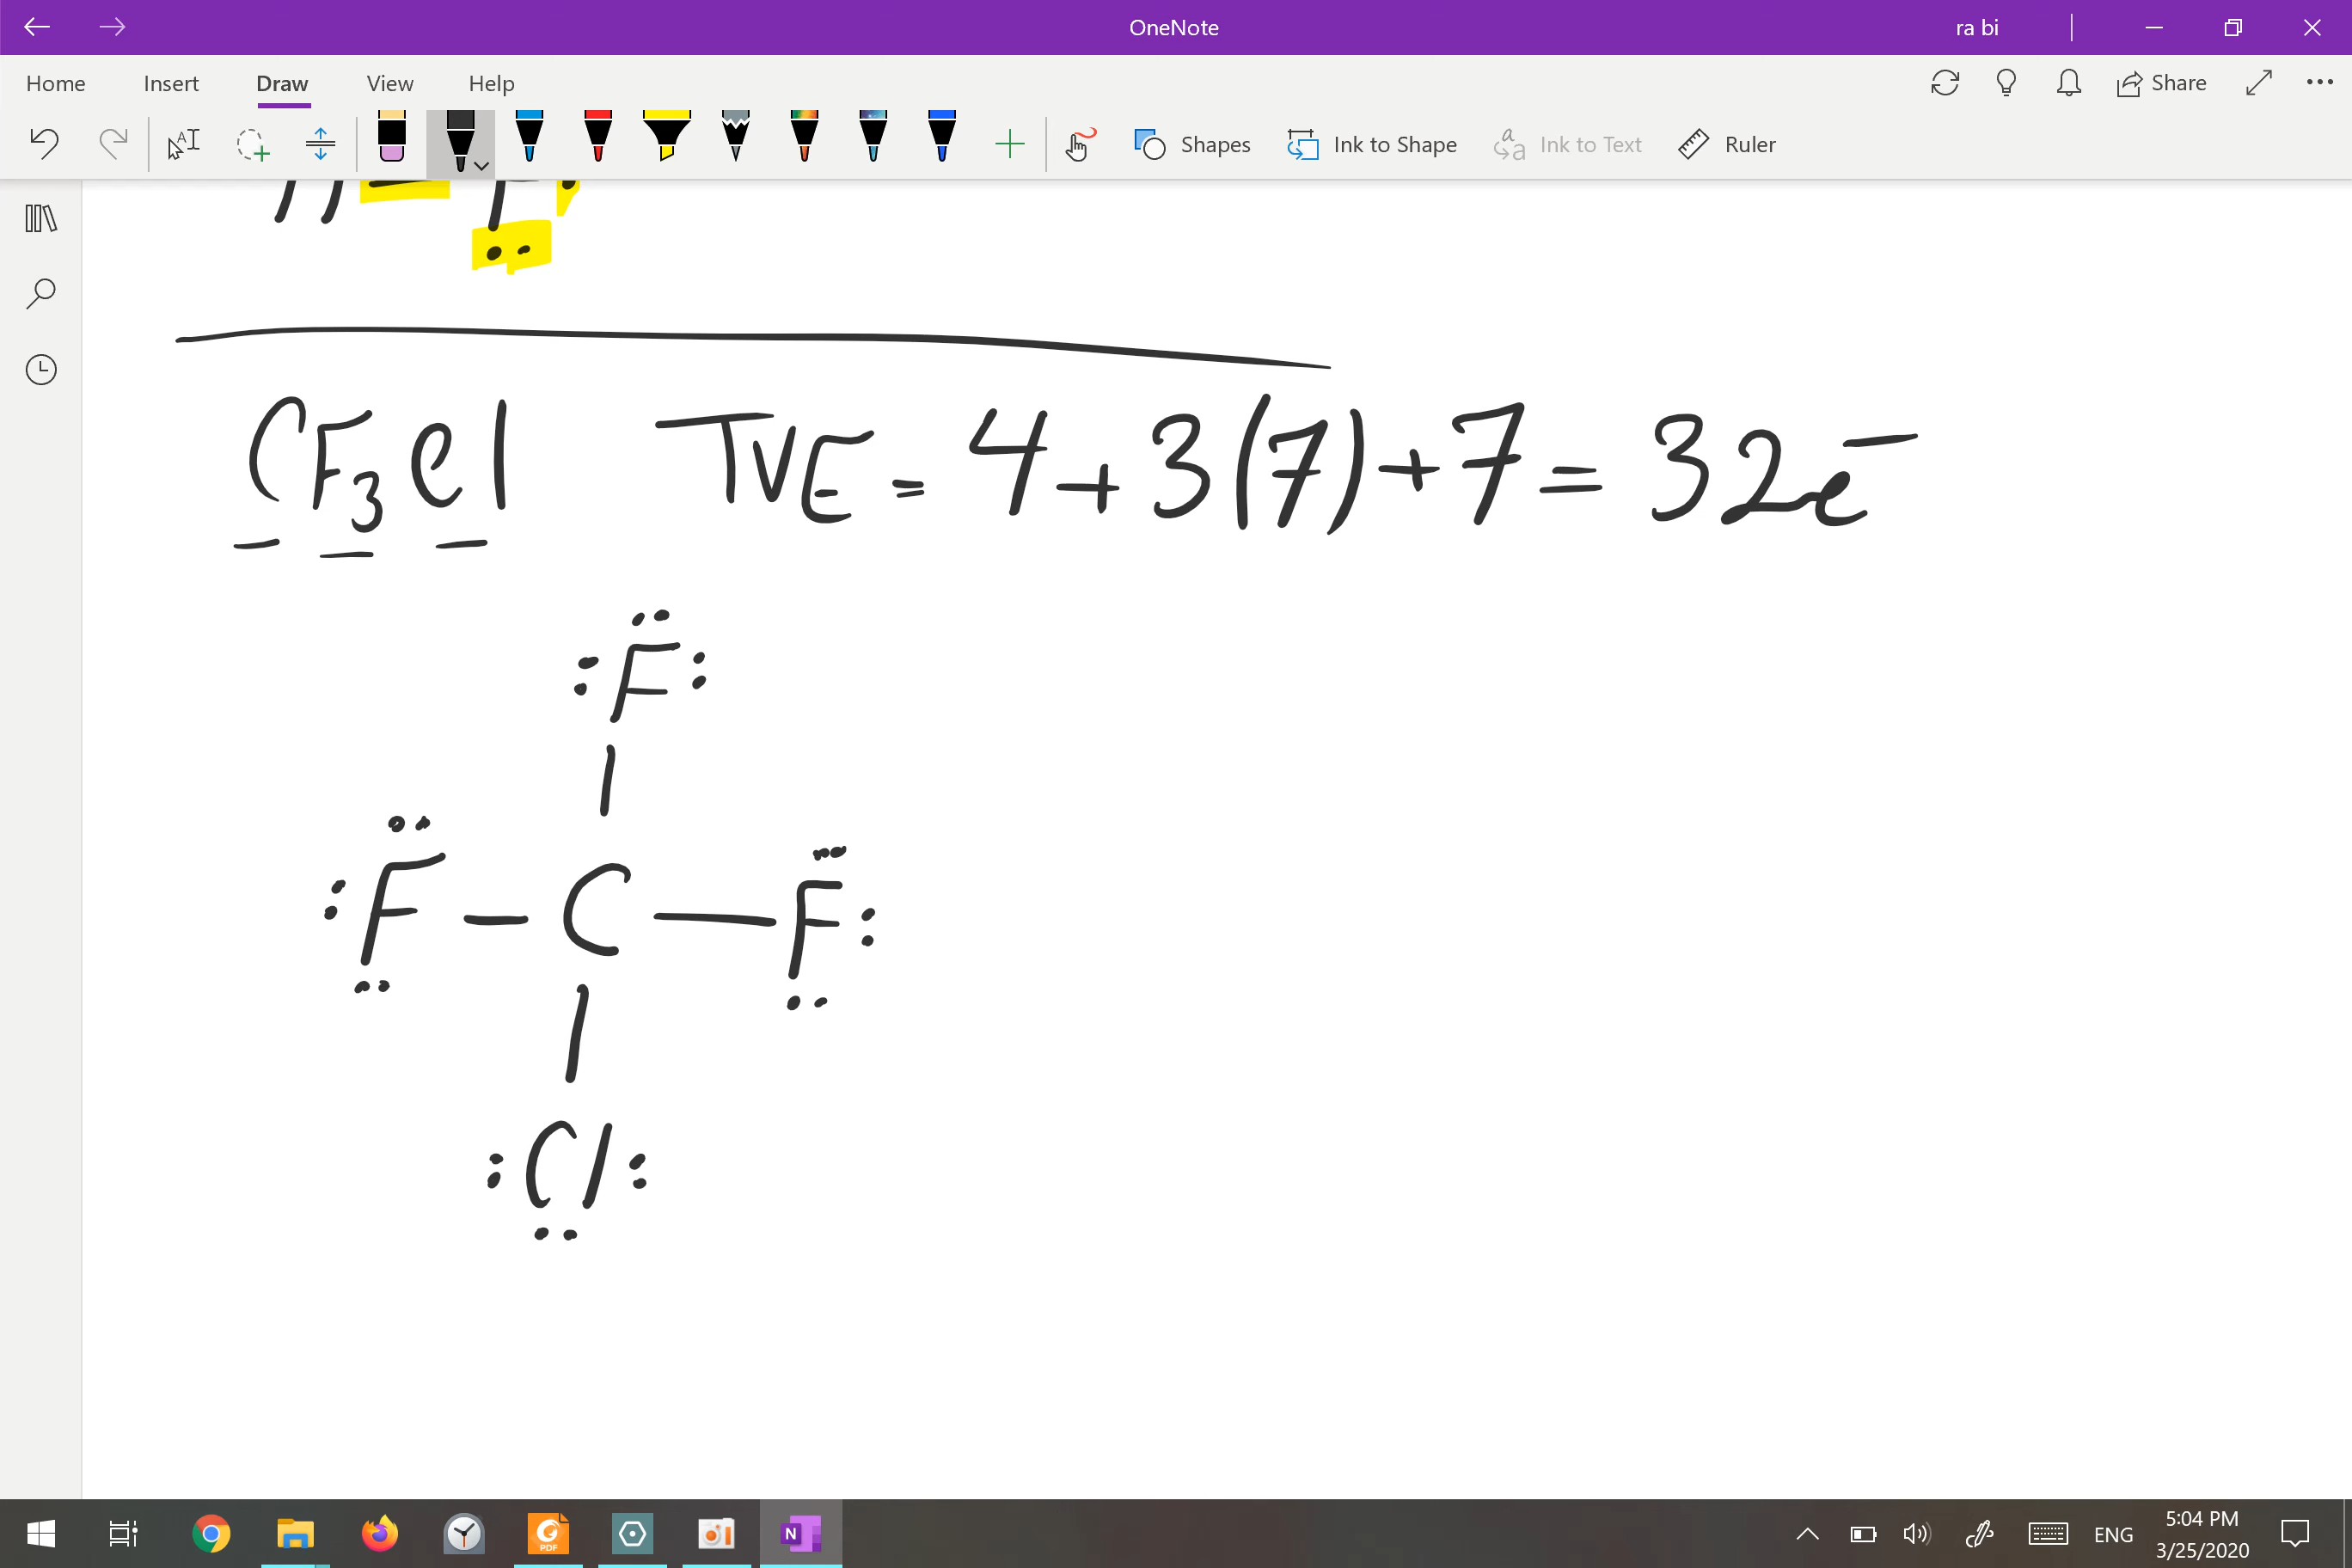 OneNote
ra bi
Home Insert Draw View Help
Share
Shapes Ink to Shape Ink to Text Ruler
CF₃Cl TVE = 4+3(7)+7 = 32e⁻
F
F - C - F
Cl
ENG
5:04 PM
3/25/2020